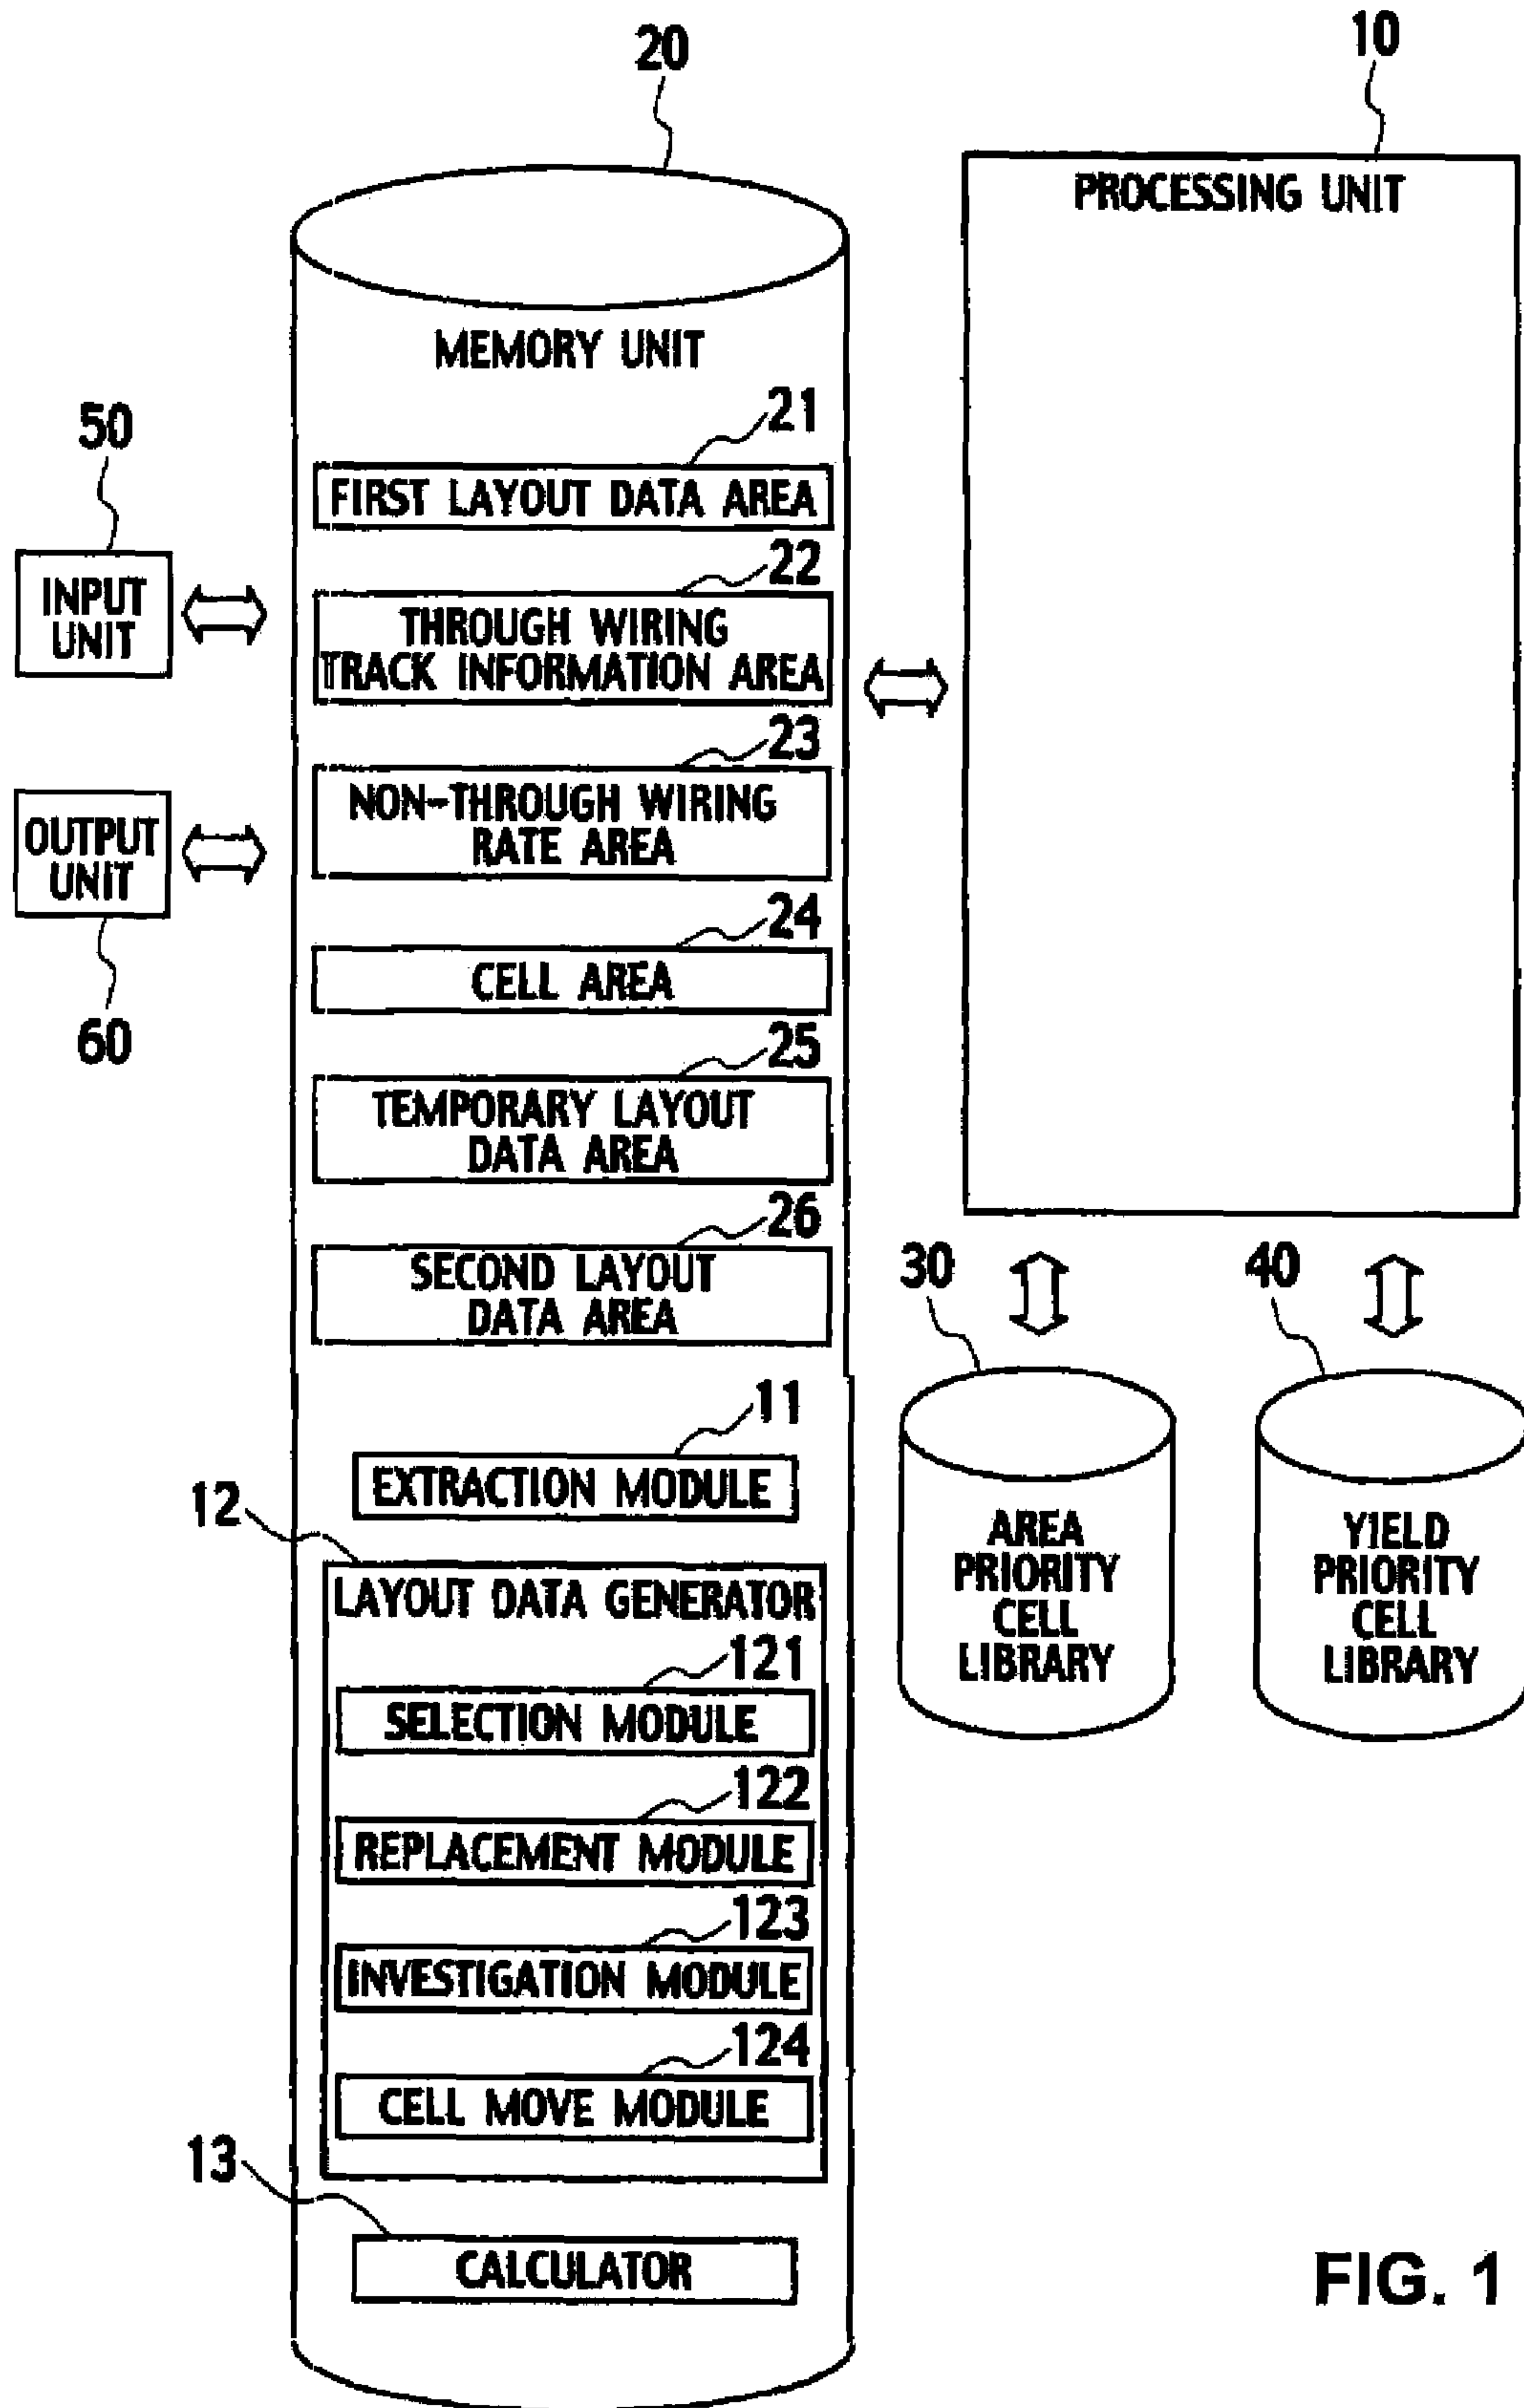 20
10
PROCESSING UNIT
MEMORY UNIT
21
FIRST LAYOUT DATA AREA
50
INPUT
UNIT
22
THROUGH WIRING
TRACK INFORMATION AREA
23
NON-THROUGH WIRING
RATE AREA
OUTPUT
UNIT
60
24
CELL AREA
25
TEMPORARY LAYOUT
DATA AREA
26
SECOND LAYOUT
DATA AREA
30
40
11
EXTRACTION MODULE
12
LAYOUT DATA GENERATOR
AREA
PRIORITY
CELL
LIBRARY
YIELD
PRIORITY
CELL
LIBRARY
121
SELECTION MODULE
122
REPLACEMENT MODULE
123
INVESTIGATION MODULE
124
CELL MOVE MODULE
13
CALCULATOR
FIG. 1